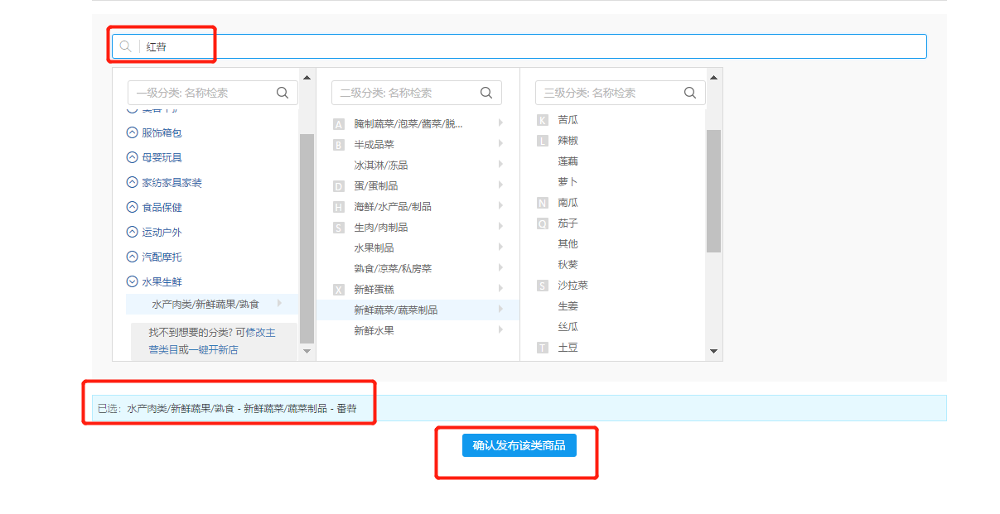 红薯
一级分类: 名称检索
服饰箱包
母婴玩具
家纺家具家装
食品保健
运动户外
汽配摩托
水果生鲜
水产肉类/新鲜蔬果/熟食
找不到想要的分类? 可修改主
营类目或一键开新店
二级分类: 名称检索
A 腌制蔬菜/泡菜/酱菜/脱...
B 半成品菜
冰淇淋/冻品
D 蛋/蛋制品
H 海鲜/水产品/制品
S 生肉/肉制品
水果制品
熟食/凉菜/私房菜
X 新鲜蛋糕
新鲜蔬菜/蔬菜制品
新鲜水果
三级分类: 名称检索
K 苦瓜
L 辣椒
莲藕
萝卜
N 南瓜
Q 茄子
其他
秋葵
S 沙拉菜
生姜
丝瓜
T 土豆
已选: 水产肉类/新鲜蔬果/熟食 - 新鲜蔬菜/蔬菜制品 - 番薯
确认发布该类商品